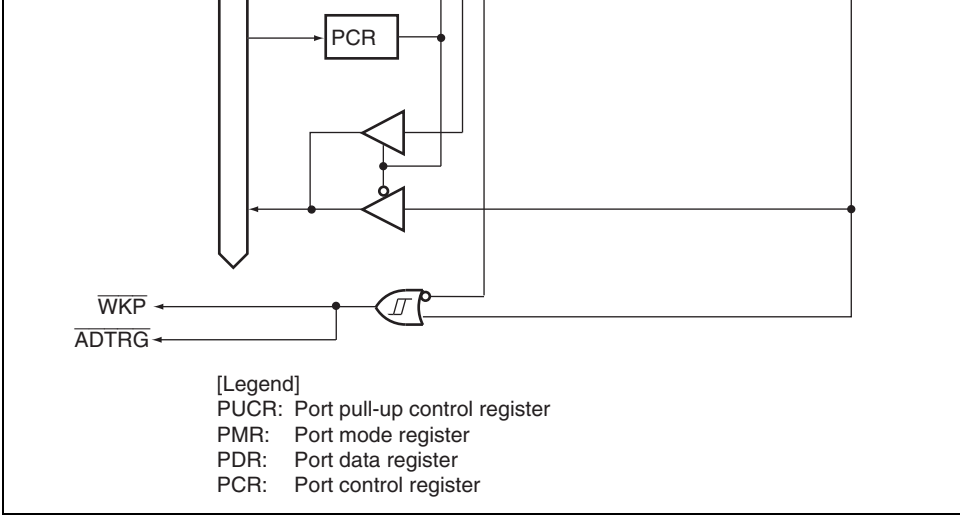 PCR
WKP
ADTRG
[Legend]
PUCR: Port pull-up control register
PMR: Port mode register
PDR: Port data register
PCR: Port control register